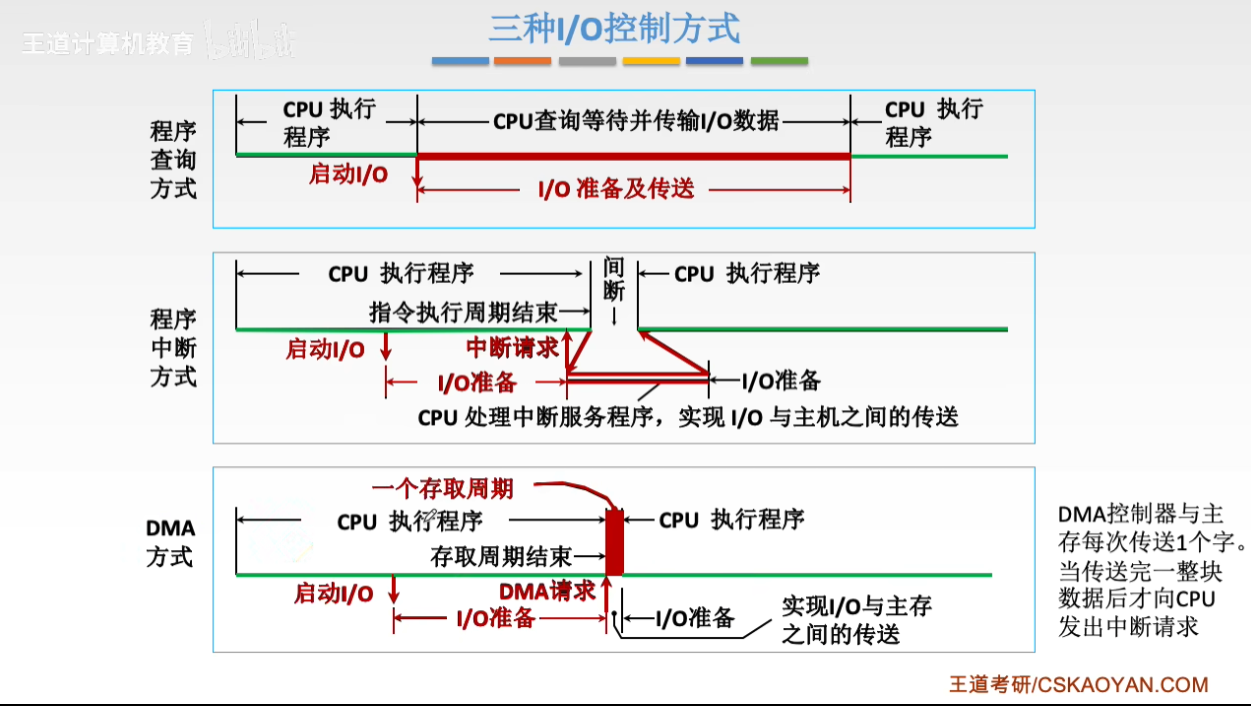 王道计算机教育 bilibili
三种I/O控制方式
程序
查询
方式
CPU 执行
程序
CPU查询等待并传输I/O数据
CPU 执行
程序
启动I/O
I/O 准备及传送
程序
中断
方式
CPU 执行程序
间
断
CPU 执行程序
指令执行周期结束
启动I/O
中断请求
I/O准备
I/O准备
CPU 处理中断服务程序，实现 I/O 与主机之间的传送
DMA
方式
一个存取周期
CPU 执行程序
CPU 执行程序
存取周期结束
启动I/O
DMA请求
I/O准备
I/O准备
实现I/O与主存
之间的传送
DMA控制器与主
存每次传送1个字。
当传送完一整块
数据后才向CPU
发出中断请求
王道考研/CSKAOYAN.COM